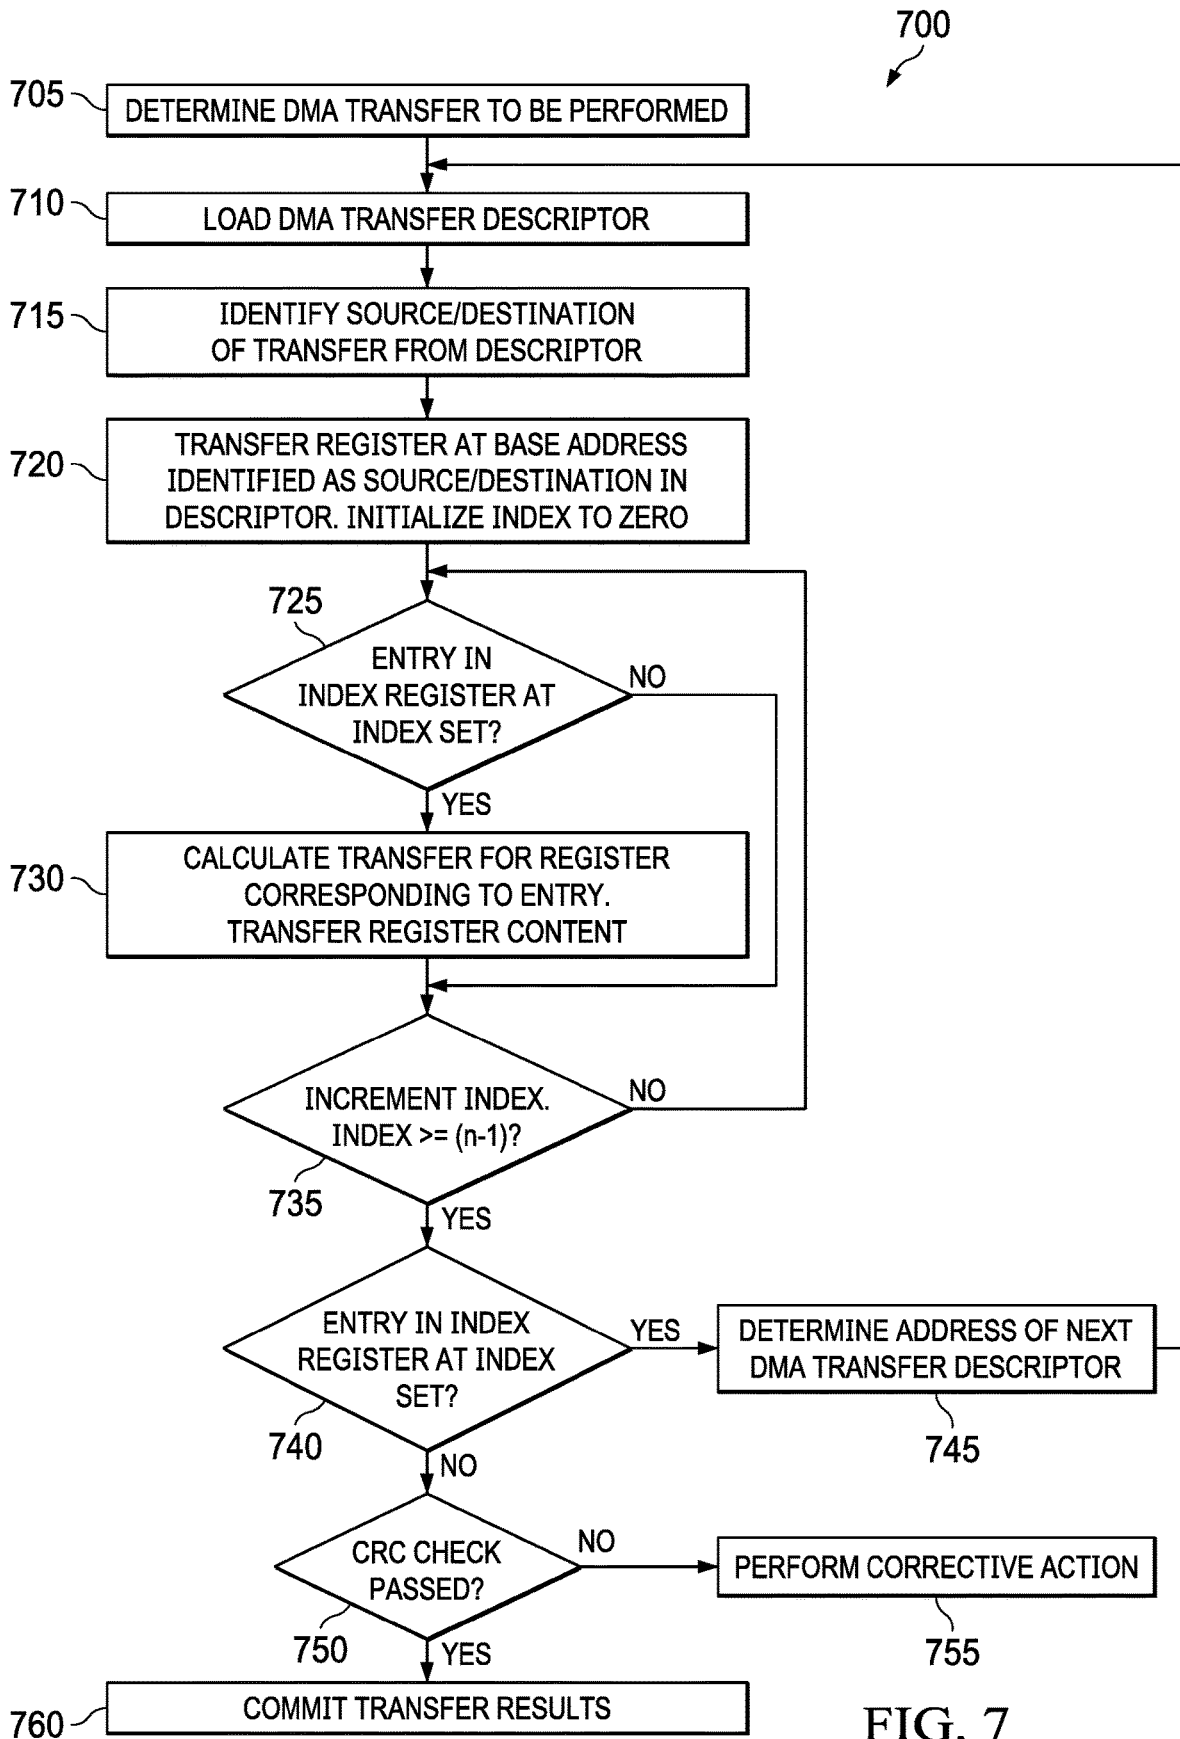 700
705
DETERMINE DMA TRANSFER TO BE PERFORMED
710
LOAD DMA TRANSFER DESCRIPTOR
715
IDENTIFY SOURCE/DESTINATION
OF TRANSFER FROM DESCRIPTOR
720
TRANSFER REGISTER AT BASE ADDRESS
IDENTIFIED AS SOURCE/DESTINATION IN
DESCRIPTOR. INITIALIZE INDEX TO ZERO
725
ENTRY IN
INDEX REGISTER AT
INDEX SET?
NO
YES
730
CALCULATE TRANSFER FOR REGISTER
CORRESPONDING TO ENTRY.
TRANSFER REGISTER CONTENT
INCREMENT INDEX.
INDEX >= (n-1)?
NO
735
YES
ENTRY IN INDEX
REGISTER AT INDEX
SET?
YES
740
DETERMINE ADDRESS OF NEXT
DMA TRANSFER DESCRIPTOR
745
NO
CRC CHECK
PASSED?
NO
750
PERFORM CORRECTIVE ACTION
755
YES
760
COMMIT TRANSFER RESULTS
FIG. 7